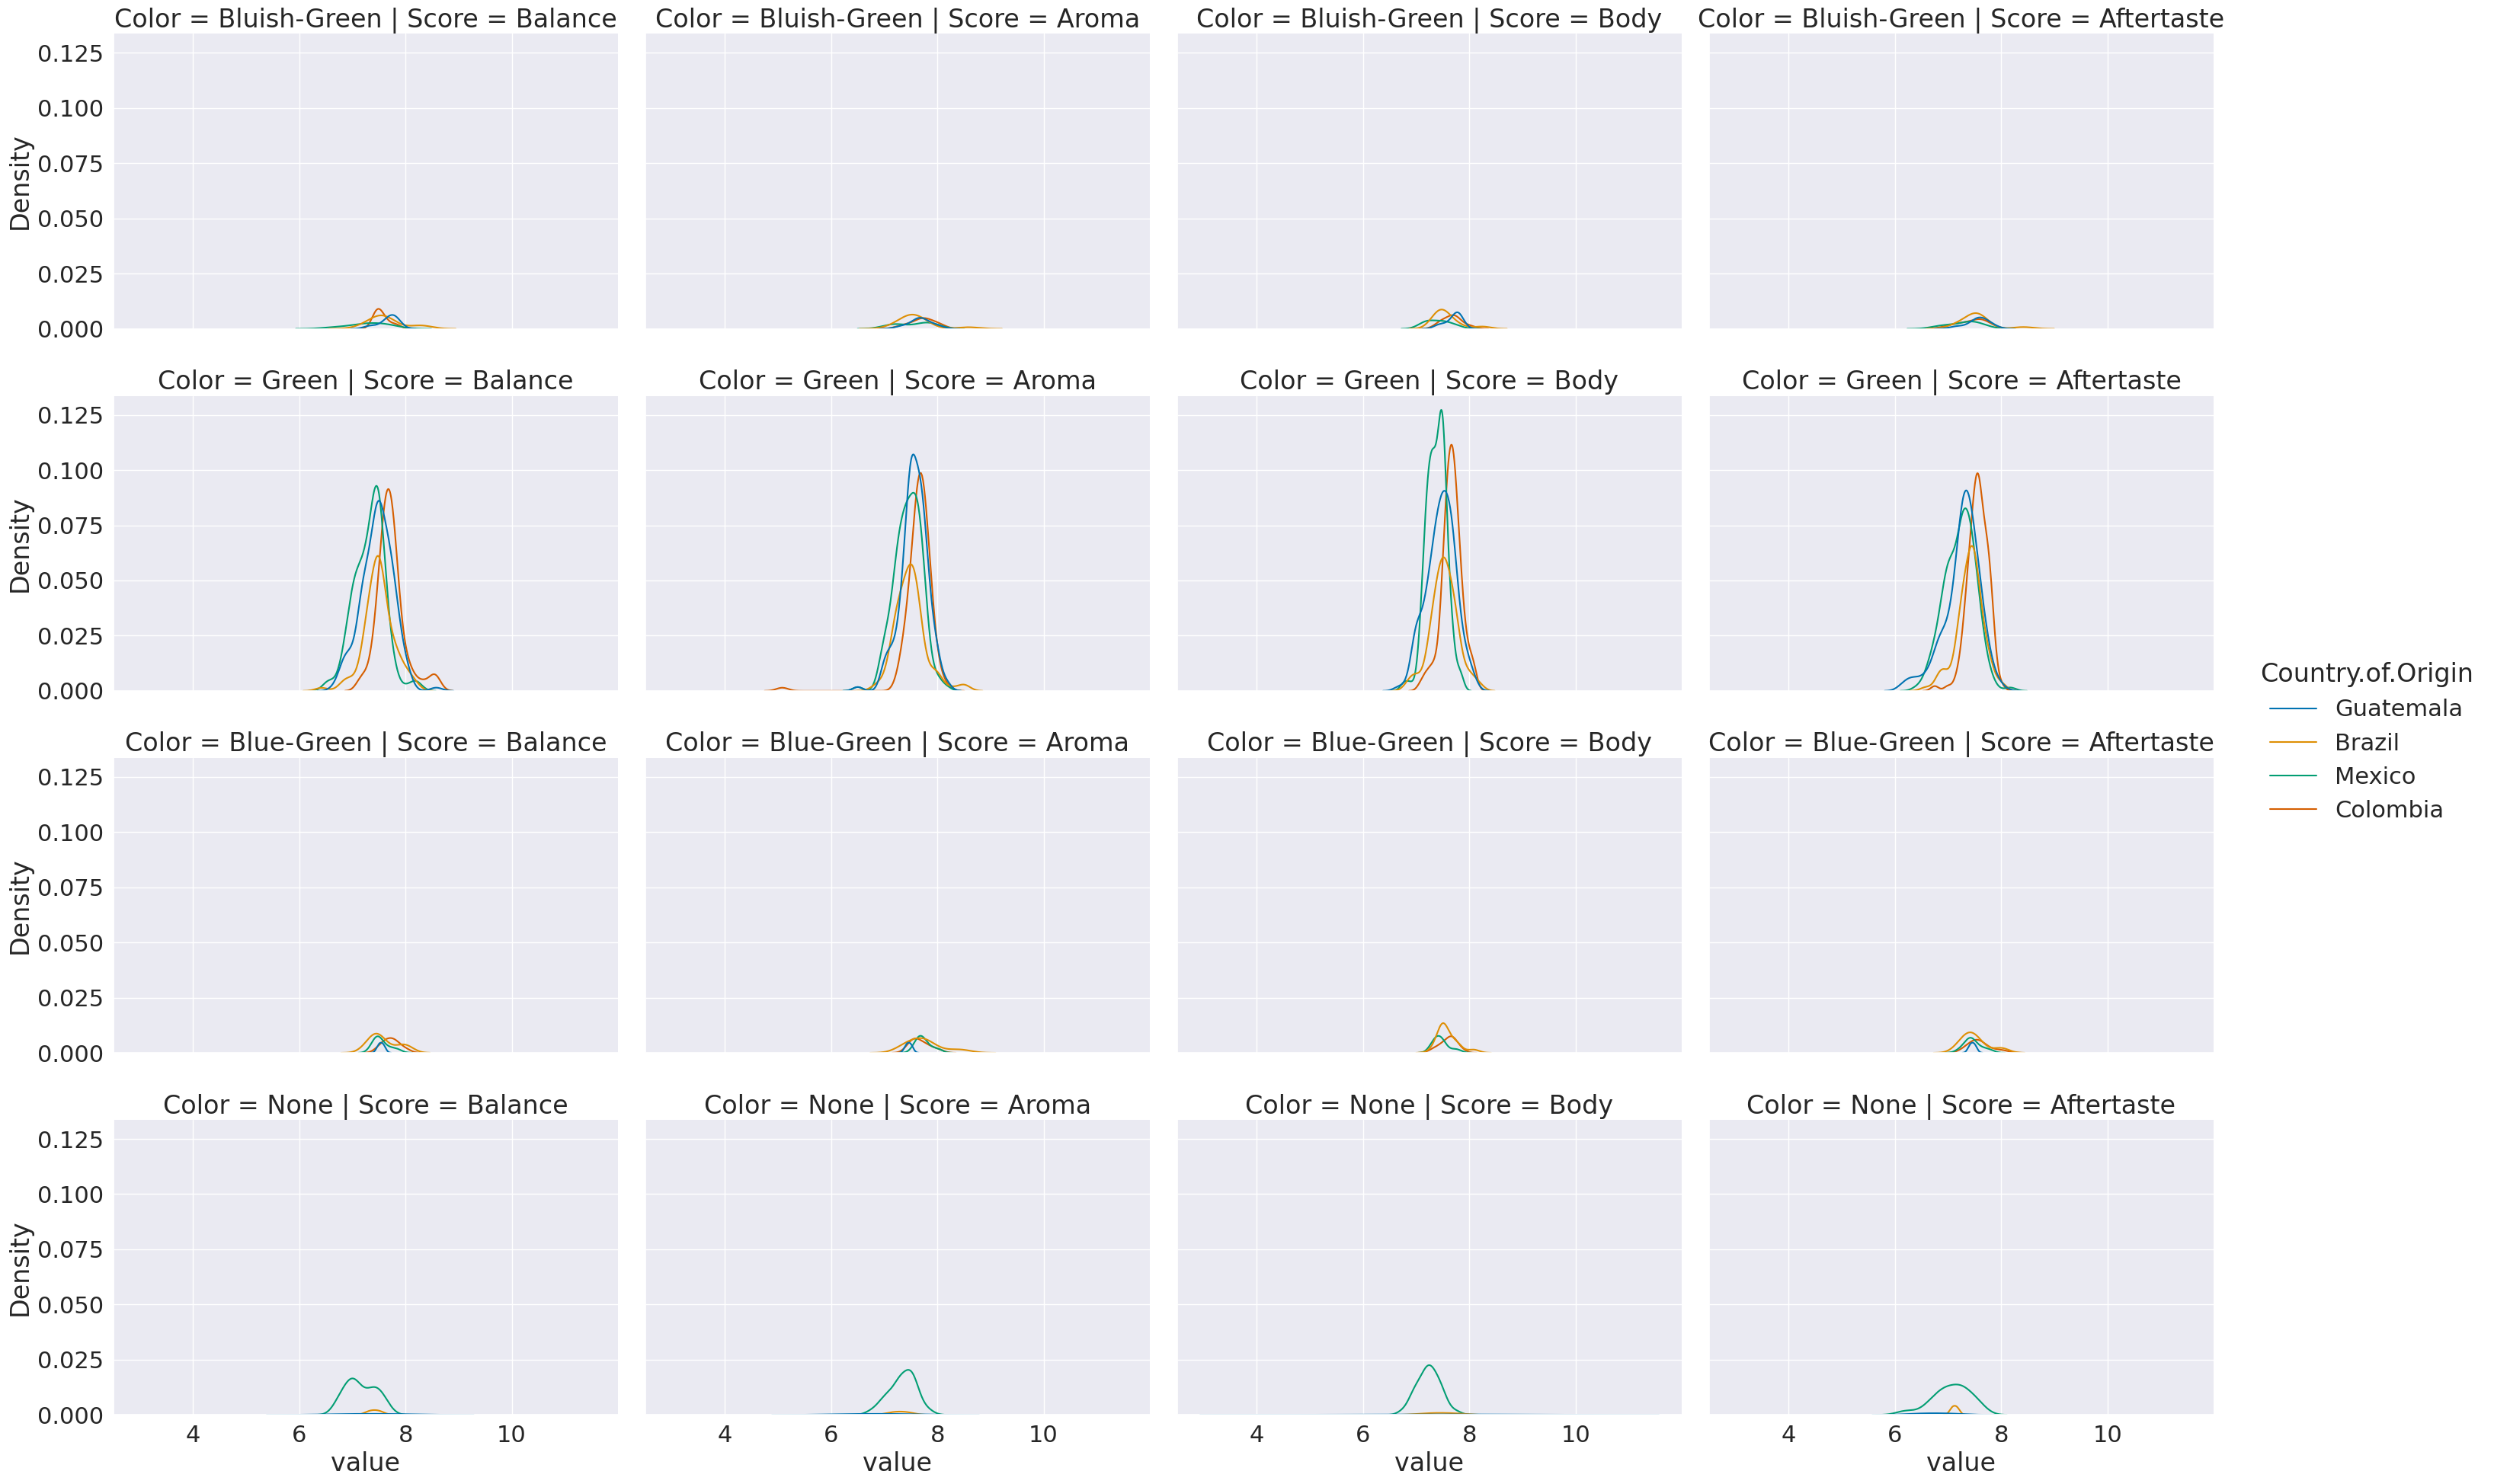 Color = Bluish-Green | Score = Balance
Color = Bluish-Green | Score = Aroma
Color = Bluish-Green | Score = Body
Color = Bluish-Green | Score = Aftertaste
0.125
0.100
0.075
0.050
0.025
0.000
Density
Color = Green | Score = Balance
Color = Green | Score = Aroma
Color = Green | Score = Body
Color = Green | Score = Aftertaste
0.125
0.100
0.075
0.050
0.025
0.000
Density
Country.of.Origin
Guatemala
Brazil
Mexico
Colombia
Color = Blue-Green | Score = Balance
Color = Blue-Green | Score = Aroma
Color = Blue-Green | Score = Body
Color = Blue-Green | Score = Aftertaste
0.125
0.100
0.075
0.050
0.025
0.000
Density
Color = None | Score = Balance
Color = None | Score = Aroma
Color = None | Score = Body
Color = None | Score = Aftertaste
0.125
0.100
0.075
0.050
0.025
0.000
Density
4 6 8 10
4 6 8 10
4 6 8 10
4 6 8 10
value
value
value
value